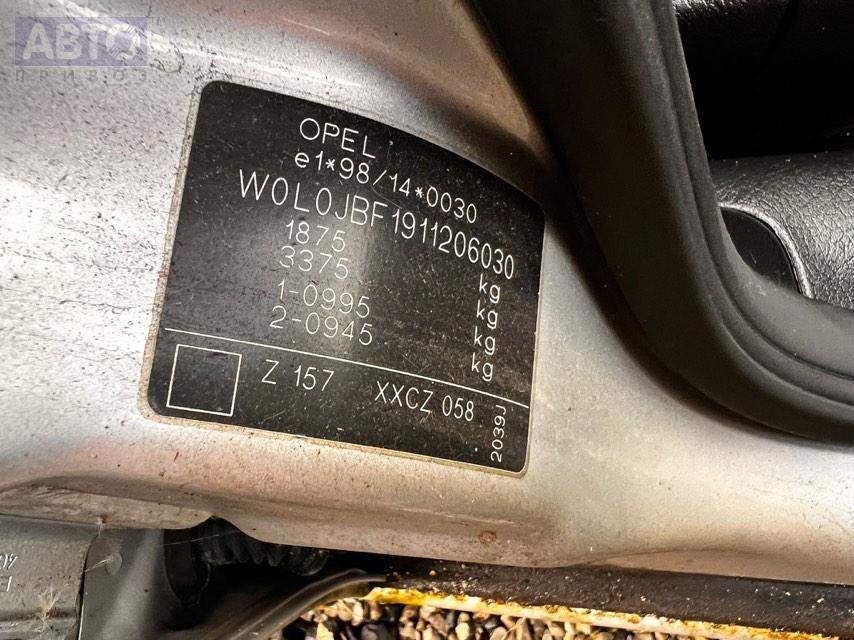 АВТО
ПРИВОЗ
OPEL
e1*98/14*0030
W0L0JBF1911206030
1875 kg
3375 kg
1-0995 kg
2-0945 kg
Z 157 XXCZ 058
2039J